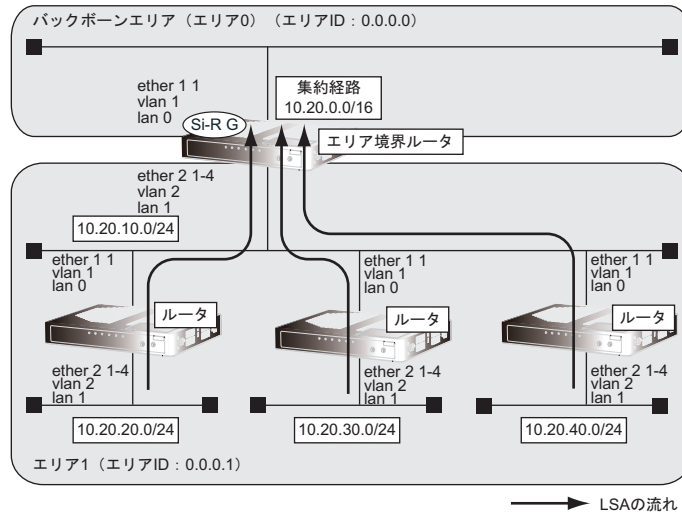 バックボーンエリア（エリア0）（エリアID：0.0.0.0）
ether 1 1
vlan 1
lan 0
集約経路
10.20.0.0/16
Si-R G
エリア境界ルータ
ether 2 1-4
vlan 2
lan 1
10.20.10.0/24
ether 1 1
vlan 1
lan 0
ルータ
ether 2 1-4
vlan 2
lan 1
10.20.20.0/24
ether 1 1
vlan 1
lan 0
ルータ
ether 2 1-4
vlan 2
lan 1
10.20.30.0/24
ether 1 1
vlan 1
lan 0
ルータ
ether 2 1-4
vlan 2
lan 1
10.20.40.0/24
エリア1（エリアID：0.0.0.1）
LSAの流れ